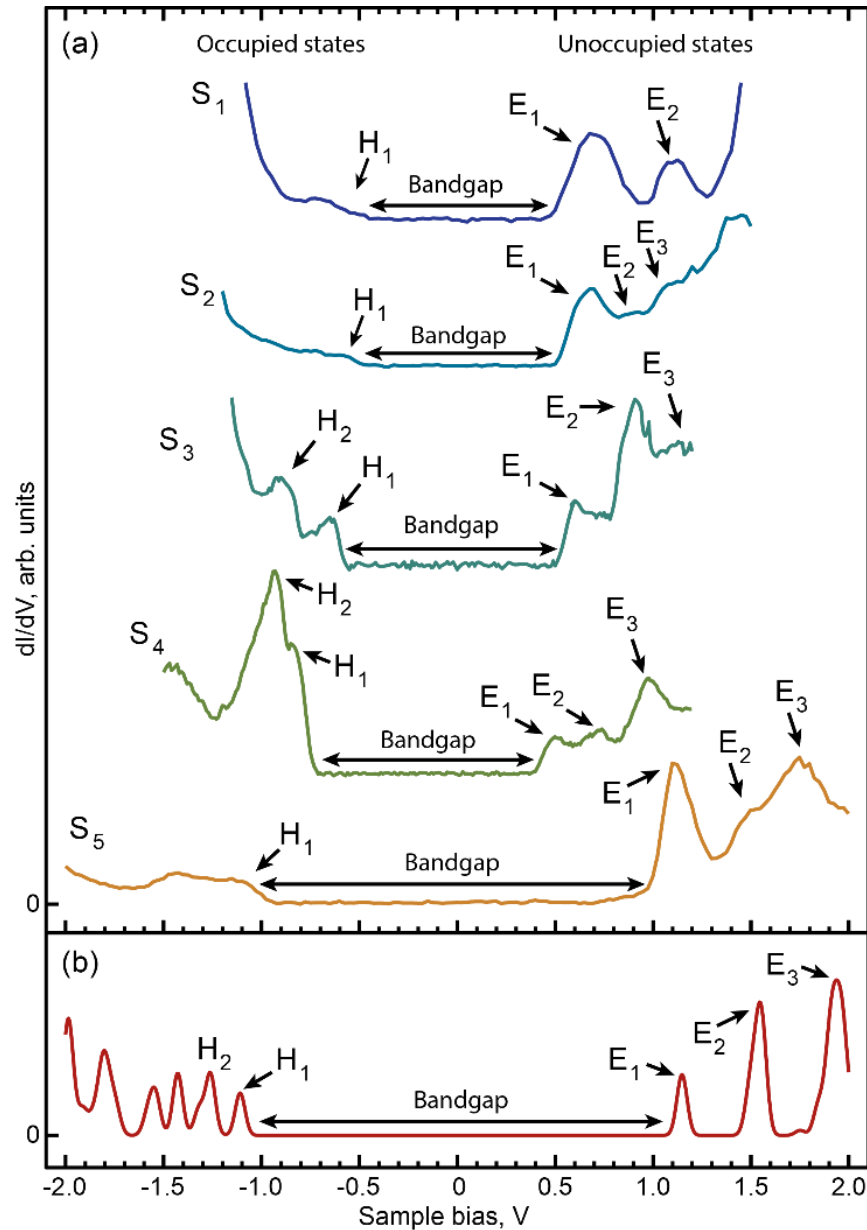 (a) Occupied states Unoccupied states
S1 H1 Bandgap E1 E2
S2 H1 Bandgap E1 E2 E3
S3 H2 H1 Bandgap E1 E2 E3
S4 H2 H1 Bandgap E1 E2 E3
S5 H1 Bandgap E1 E2 E3
0
dI/dV, arb. units
(b)
H2 H1 Bandgap E1 E2 E3
0
-2.0 -1.5 -1.0 -0.5 0 0.5 1.0 1.5 2.0
Sample bias, V